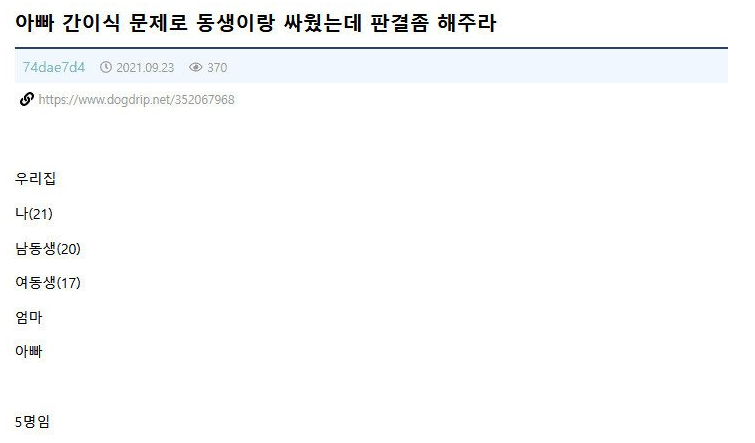 아빠 간이식 문제로 동생이랑 싸웠는데 판결좀 해주라
74dae7d4 2021.09.23 370
https://www.dogdrip.net/352067968
우리집
나(21)
남동생(20)
여동생(17)
엄마
아빠
5명임